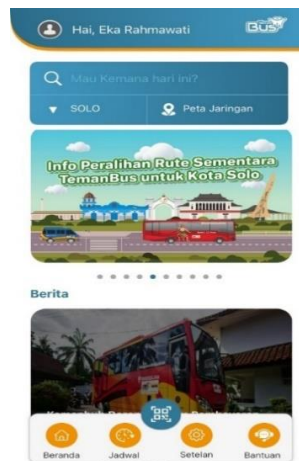 Hai, Eka Rahmawati
BUS
Mau Kemana hari ini?
SOLO
Peta Jaringan
Info Peralihan Rute Sementara
TemanBus untuk Kota Solo
Berita
Beranda
Jadwal
Setelan
Bantuan